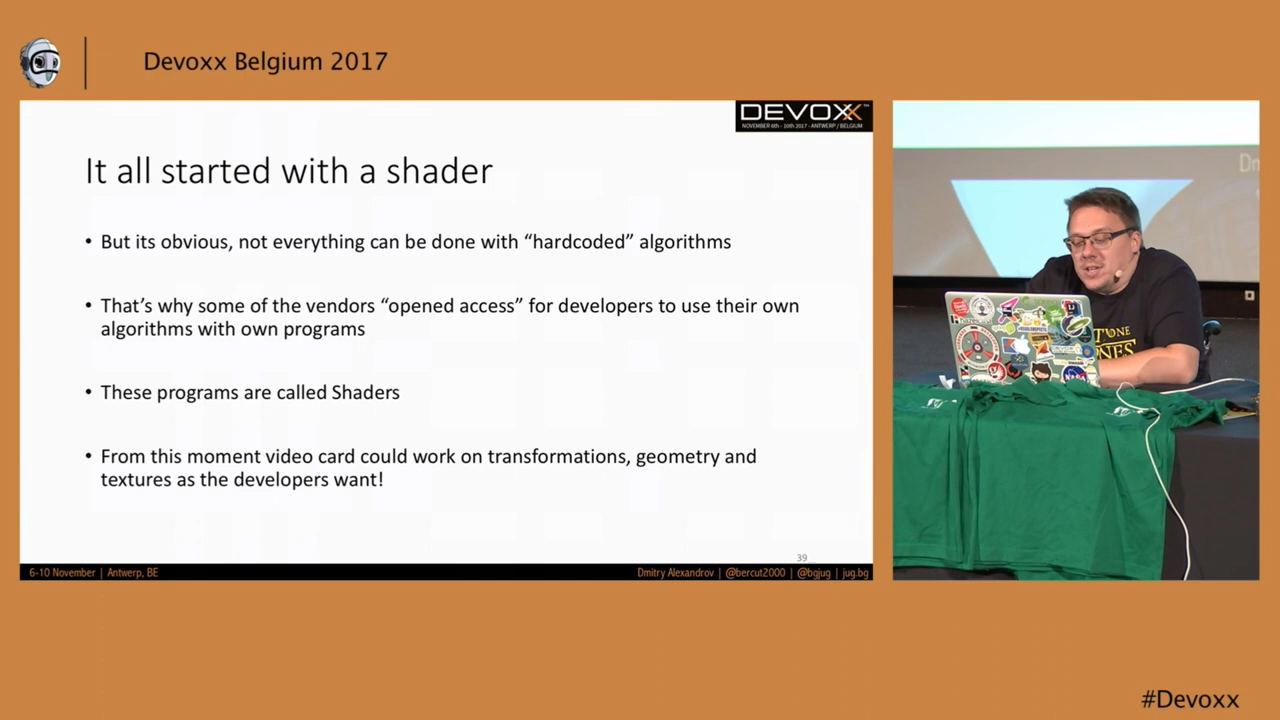 Devoxx Belgium 2017
DEVOXX™
NOVEMBER 6th - 10th 2017 - ANTWERP / BELGIUM
It all started with a shader
• But its obvious, not everything can be done with “hardcoded” algorithms
• That’s why some of the vendors “opened access” for developers to use their own
algorithms with own programs
• These programs are called Shaders
• From this moment video card could work on transformations, geometry and
textures as the developers want!
39
6-10 November | Antwerp, BE
Dmitry Alexandrov | @bercut2000 | @bgjug | jug.bg
#Devoxx